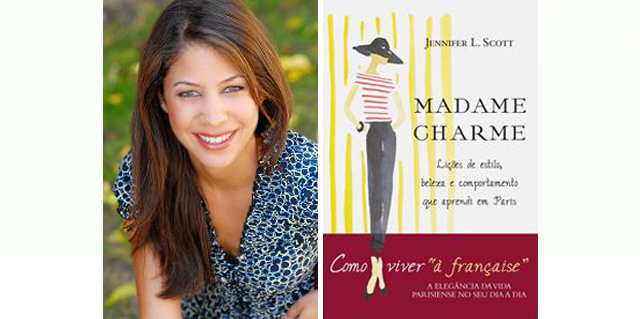 JENNIFER L. SCOTT
MADAME
CHARME
Lições de estilo,
beleza e comportamento
que aprendi em Paris
Como viver "à française"
A ELEGÂNCIA DA VIDA
PARISIENSE NO SEU DIA A DIA